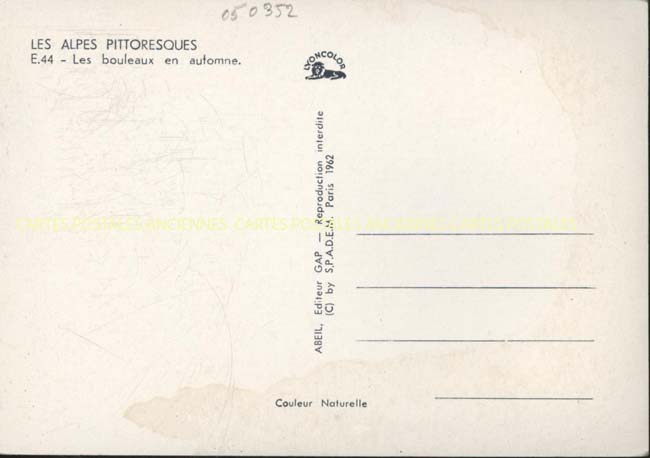 050352
LES ALPES PITTORESQUES
E.44 – Les bouleaux en automne.
LYONCOLOR
ABEIL, Editeur GAP — Reproduction interdite
(C) by S.P.A.D.E.M. Paris 1962
Couleur Naturelle
CARTES POSTALES ANCIENNES CARTES POSTALES